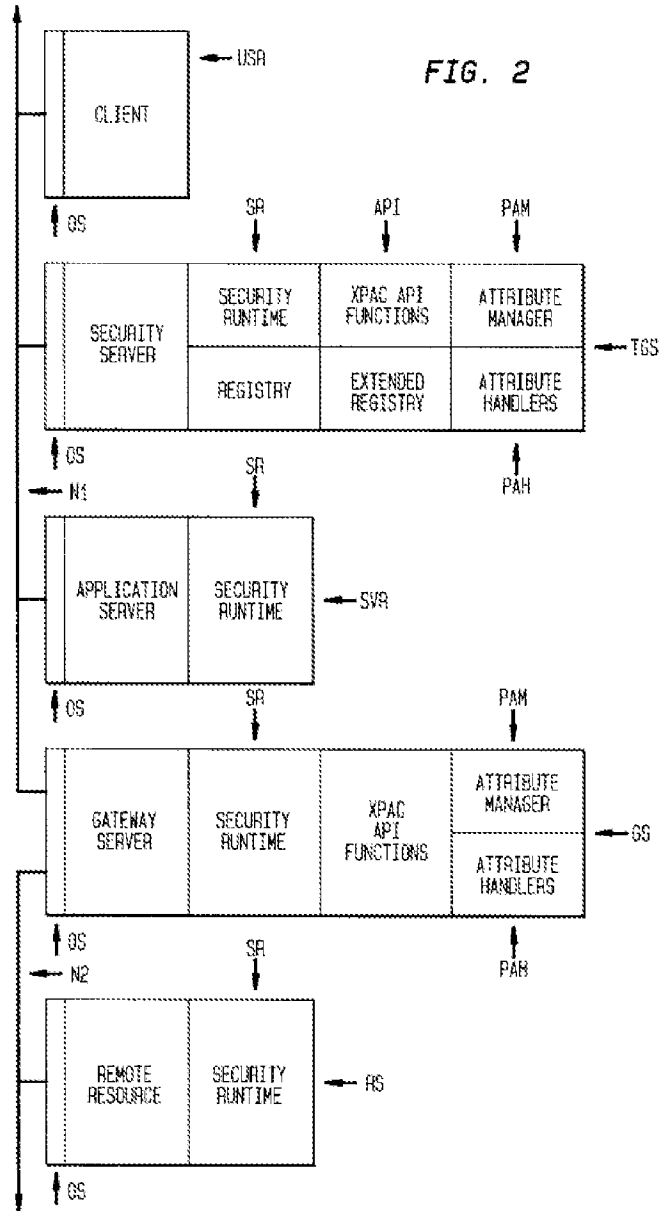 FIG. 2
USR
CLIENT
OS
SR
API
PAM
SECURITY SERVER
SECURITY RUNTIME
XPAC API FUNCTIONS
ATTRIBUTE MANAGER
TGS
REGISTRY
EXTENDED REGISTRY
ATTRIBUTE HANDLERS
OS
SR
PAH
N1
APPLICATION SERVER
SECURITY RUNTIME
SVR
OS
SR
PAM
GATEWAY SERVER
SECURITY RUNTIME
XPAC API FUNCTIONS
ATTRIBUTE MANAGER
GS
ATTRIBUTE HANDLERS
OS
SR
PAH
N2
REMOTE RESOURCE
SECURITY RUNTIME
RS
OS